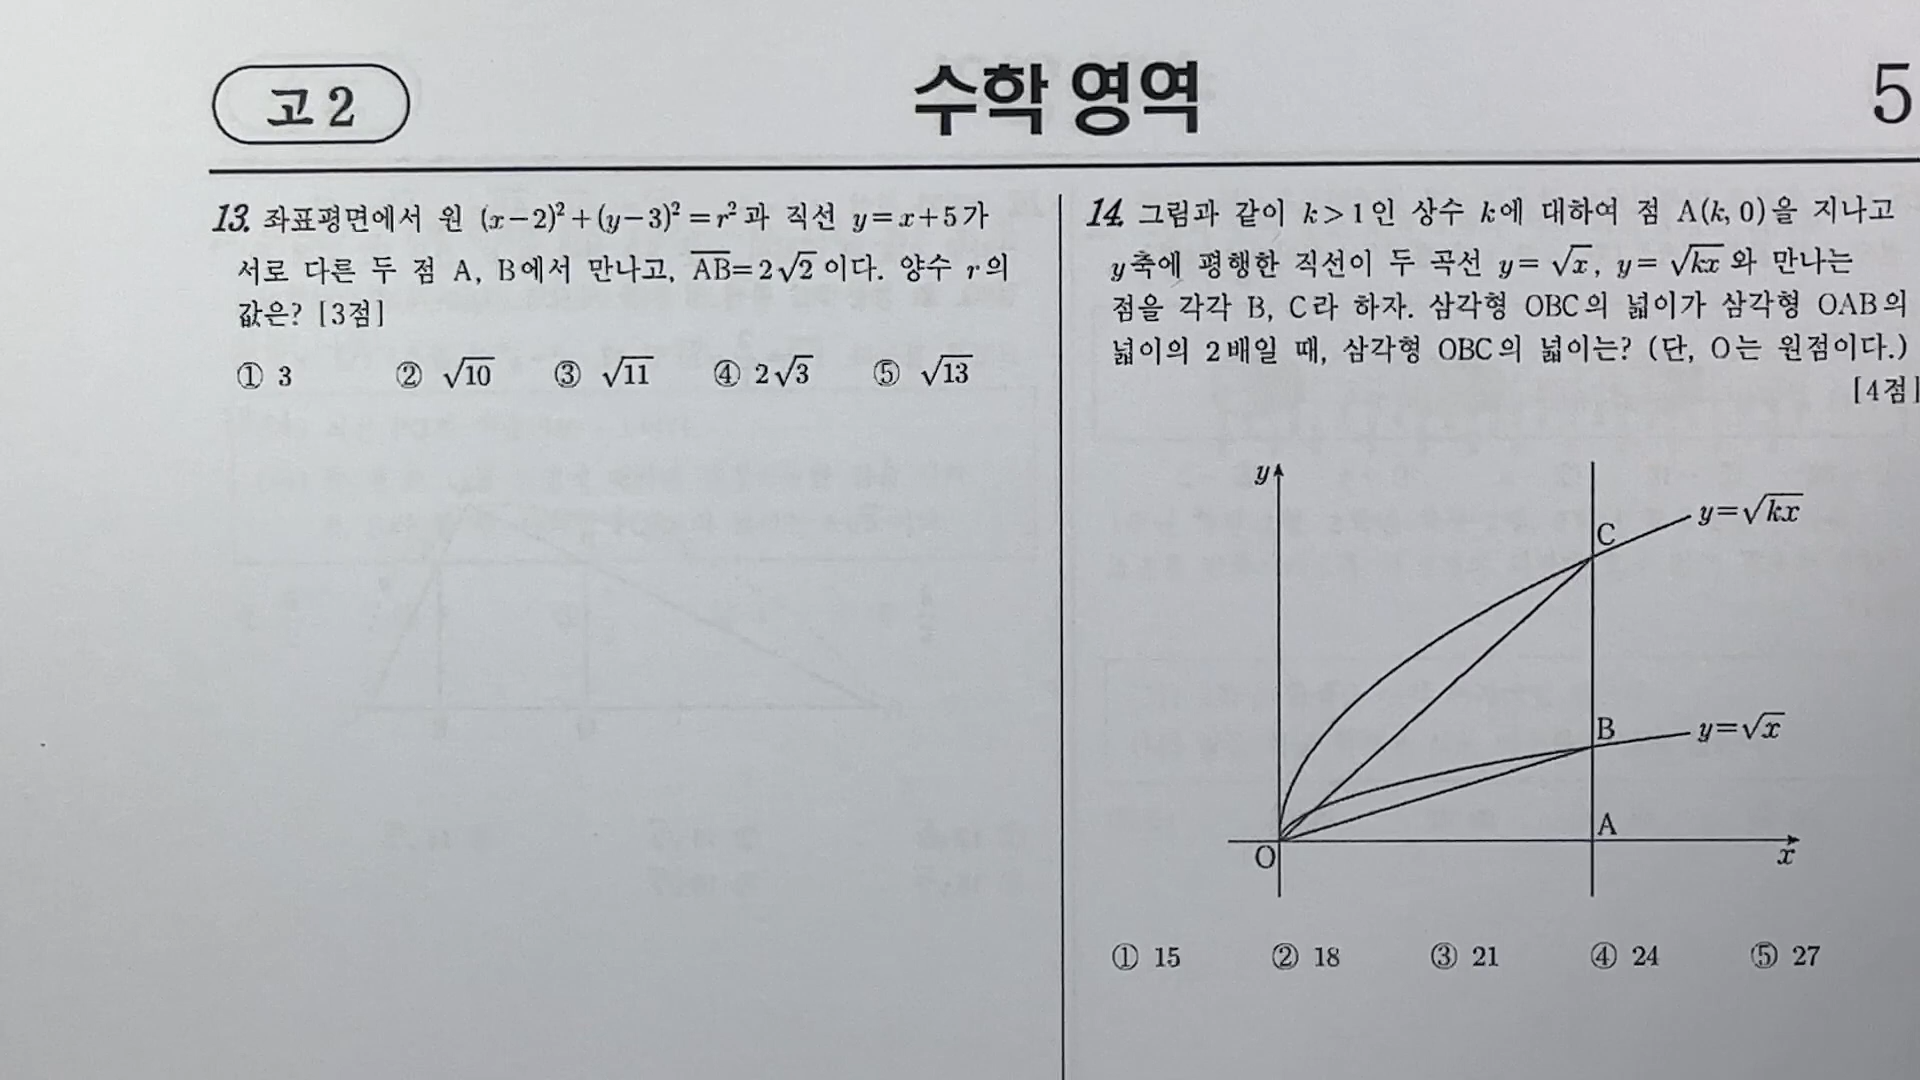 고 2
수학 영역
5
13. 좌표평면에서 원 (x-2)²+(y-3)²=r²과 직선 y=x+5가
서로 다른 두 점 A, B에서 만나고, \overline{AB}=2√2이다. 양수 r의
값은? [3점]
① 3 ② √10 ③ √11 ④ 2√3 ⑤ √13
14. 그림과 같이 k>1인 상수 k에 대하여 점 A(k, 0)을 지나고
y축에 평행한 직선이 두 곡선 y=√x, y=√kx와 만나는
점을 각각 B, C라 하자. 삼각형 OBC의 넓이가 삼각형 OAB의
넓이의 2배일 때, 삼각형 OBC의 넓이는? (단, O는 원점이다.)
[4점]
y
C
y=√kx
B
y=√x
A
O
x
① 15 ② 18 ③ 21 ④ 24 ⑤ 27